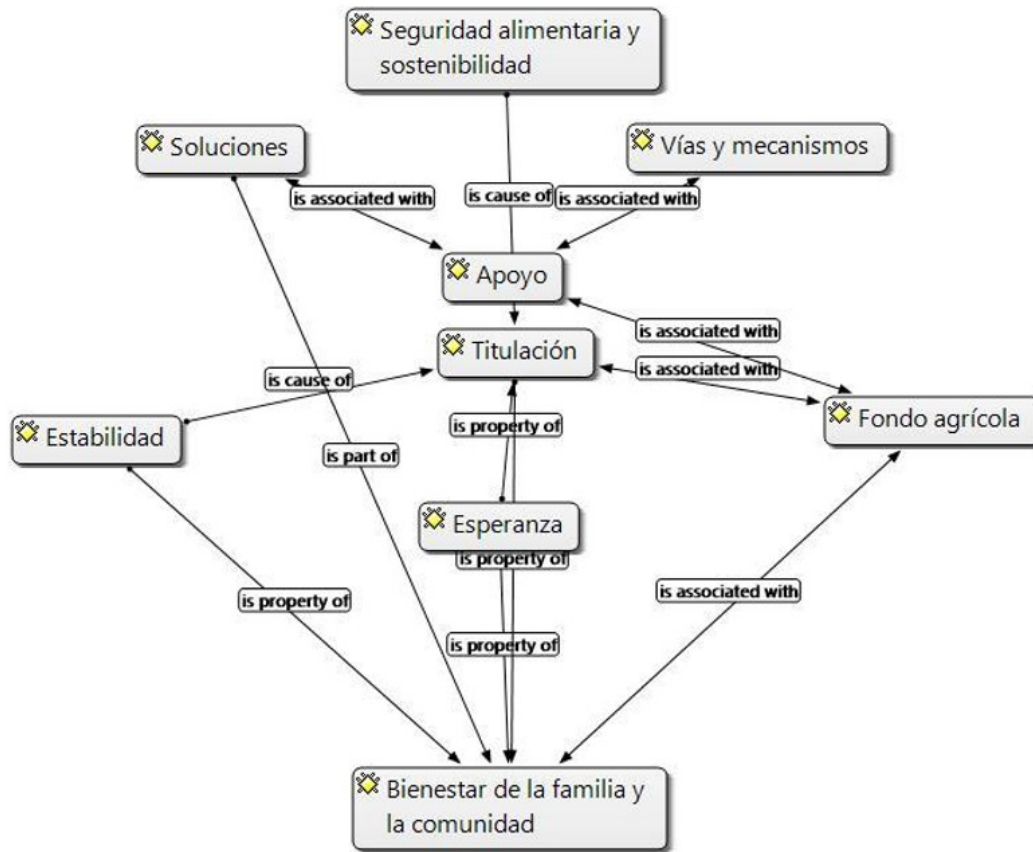 Seguridad alimentaria y
sostenibilidad
Soluciones
Vías y mecanismos
is associated with
is cause of
is associated with
Apoyo
is associated with
Titulación
is associated with
is cause of
Fondo agrícola
is property of
Estabilidad
is part of
Esperanza
is property of
is property of
is associated with
is property of
Bienestar de la familia y
la comunidad